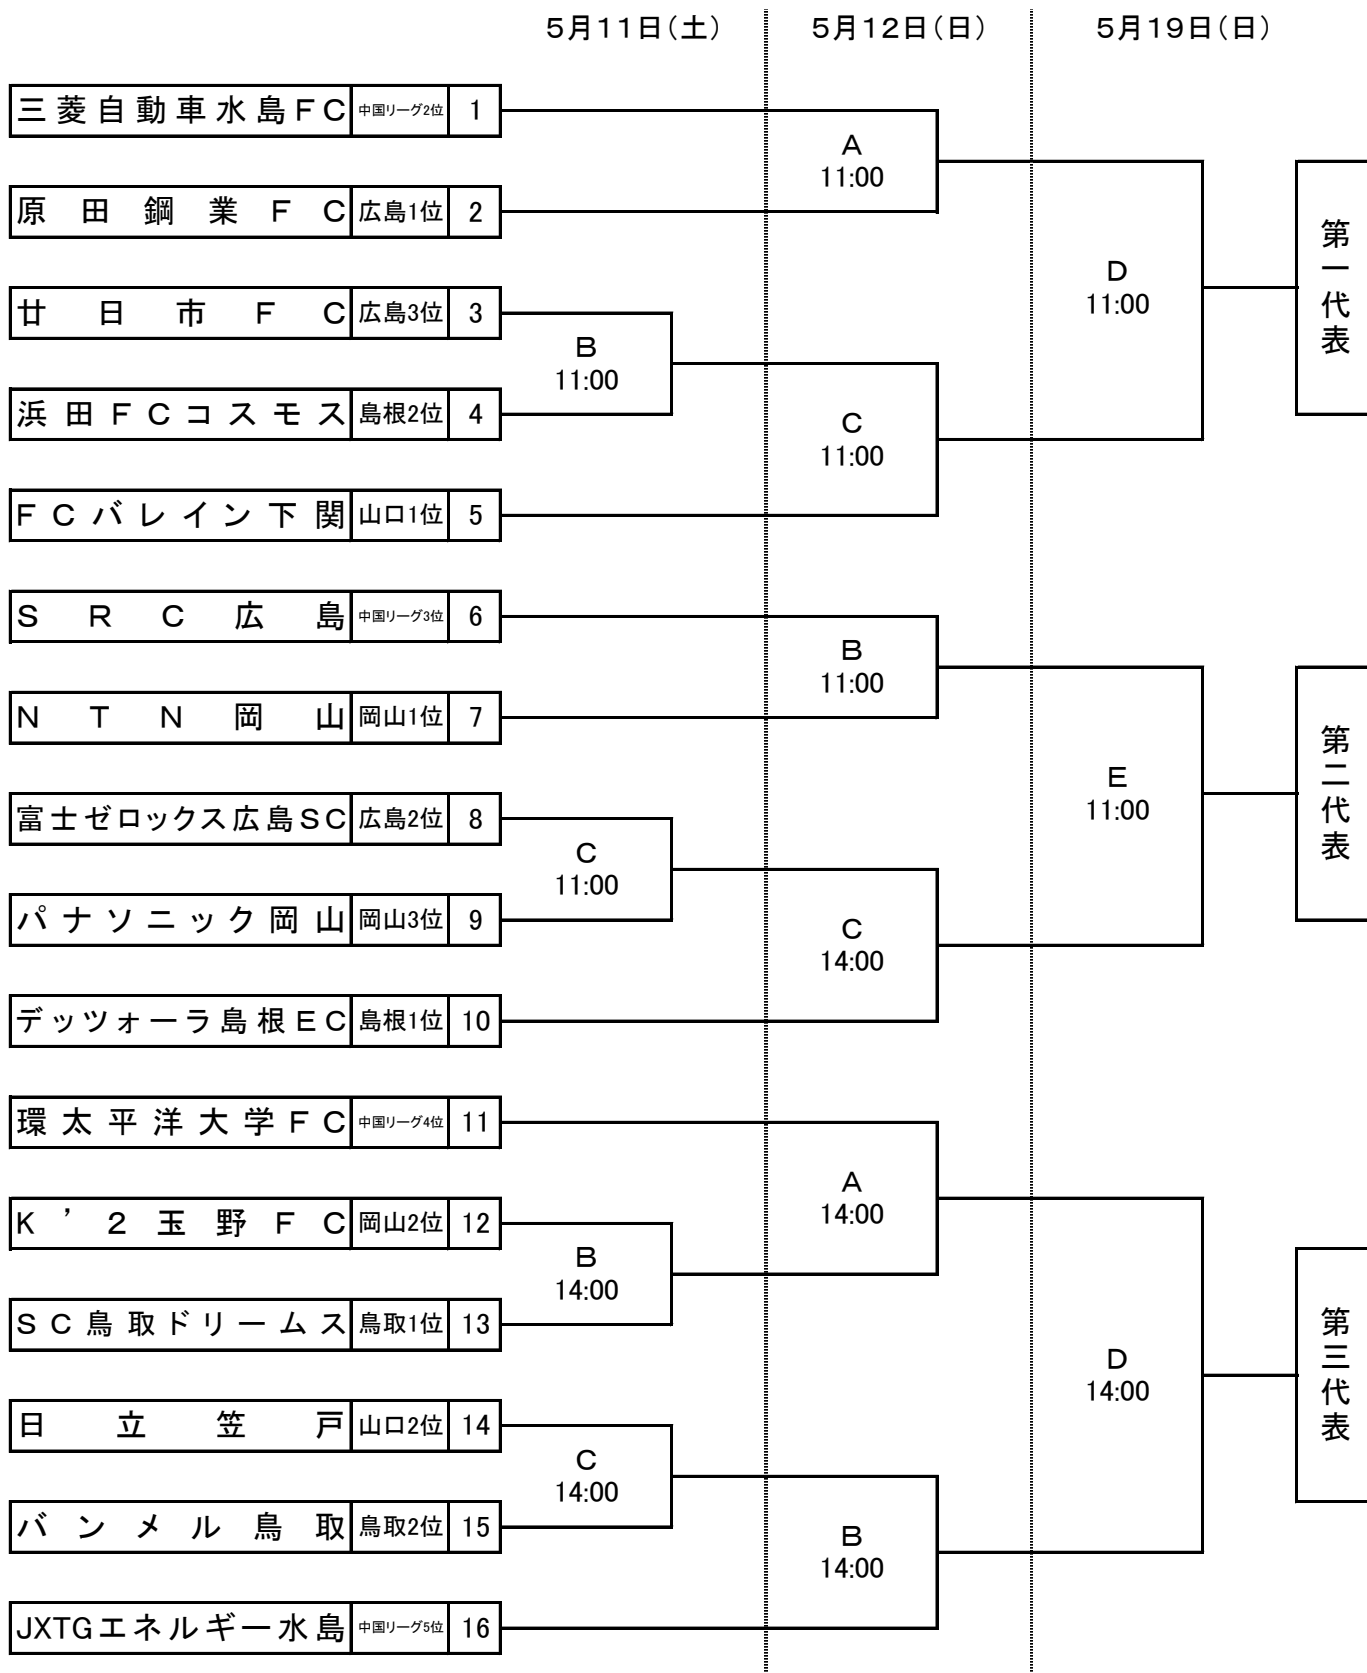 5月11日(土) 5月12日(日) 5月19日(日)
三菱自動車水島FC 中国リーグ2位 1
A
11:00
原田鋼業FC 広島1位 2
第一代表
D
11:00
廿日市FC 広島3位 3
B
11:00
浜田FCコスモス 島根2位 4
C
11:00
FCバレイン下関 山口1位 5
SRC広島 中国リーグ3位 6
B
11:00
NTN岡山 岡山1位 7
第二代表
E
11:00
富士ゼロックス広島SC 広島2位 8
C
11:00
パナソニック岡山 岡山3位 9
C
14:00
デッツォーラ島根EC 島根1位 10
環太平洋大学FC 中国リーグ4位 11
A
14:00
K'2玉野FC 岡山2位 12
B
14:00
SC鳥取ドリームス 鳥取1位 13
第三代表
D
14:00
日立笠戸 山口2位 14
C
14:00
バンメル鳥取 鳥取2位 15
B
14:00
JXTGエネルギー水島 中国リーグ5位 16